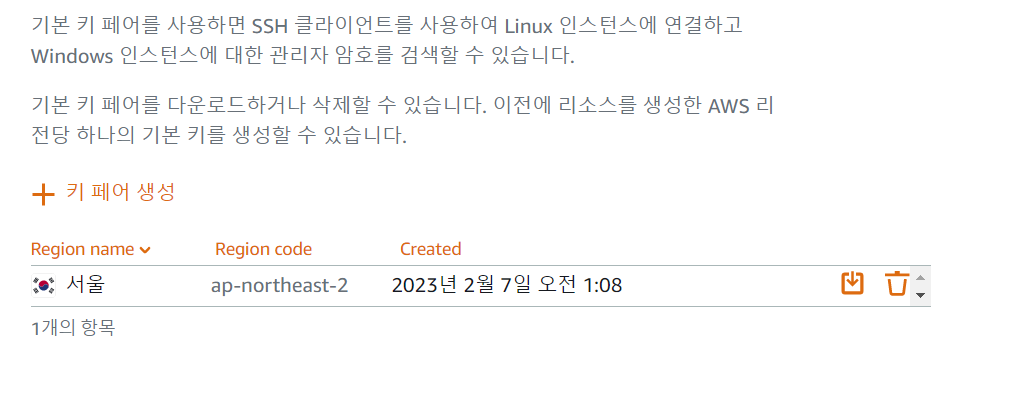 기본 키 페어를 사용하면 SSH 클라이언트를 사용하여 Linux 인스턴스에 연결하고
Windows 인스턴스에 대한 관리자 암호를 검색할 수 있습니다.
기본 키 페어를 다운로드하거나 삭제할 수 있습니다. 이전에 리소스를 생성한 AWS 리
전당 하나의 기본 키를 생성할 수 있습니다.
키 페어 생성
Region name Region code Created
서울 ap-northeast-2 2023년 2월 7일 오전 1:08
1개의 항목